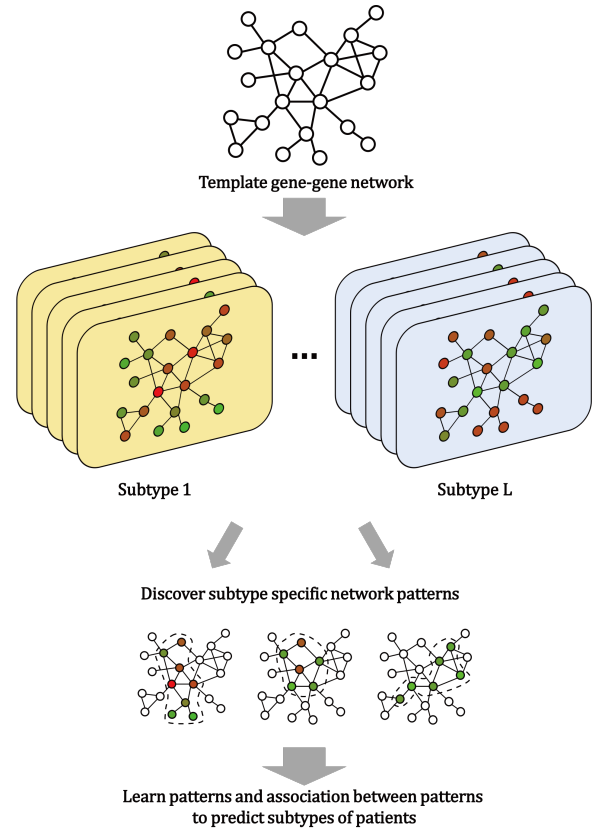 Template gene-gene network
...
Subtype 1
Subtype L
Discover subtype specific network patterns
Learn patterns and association between patterns
to predict subtypes of patients